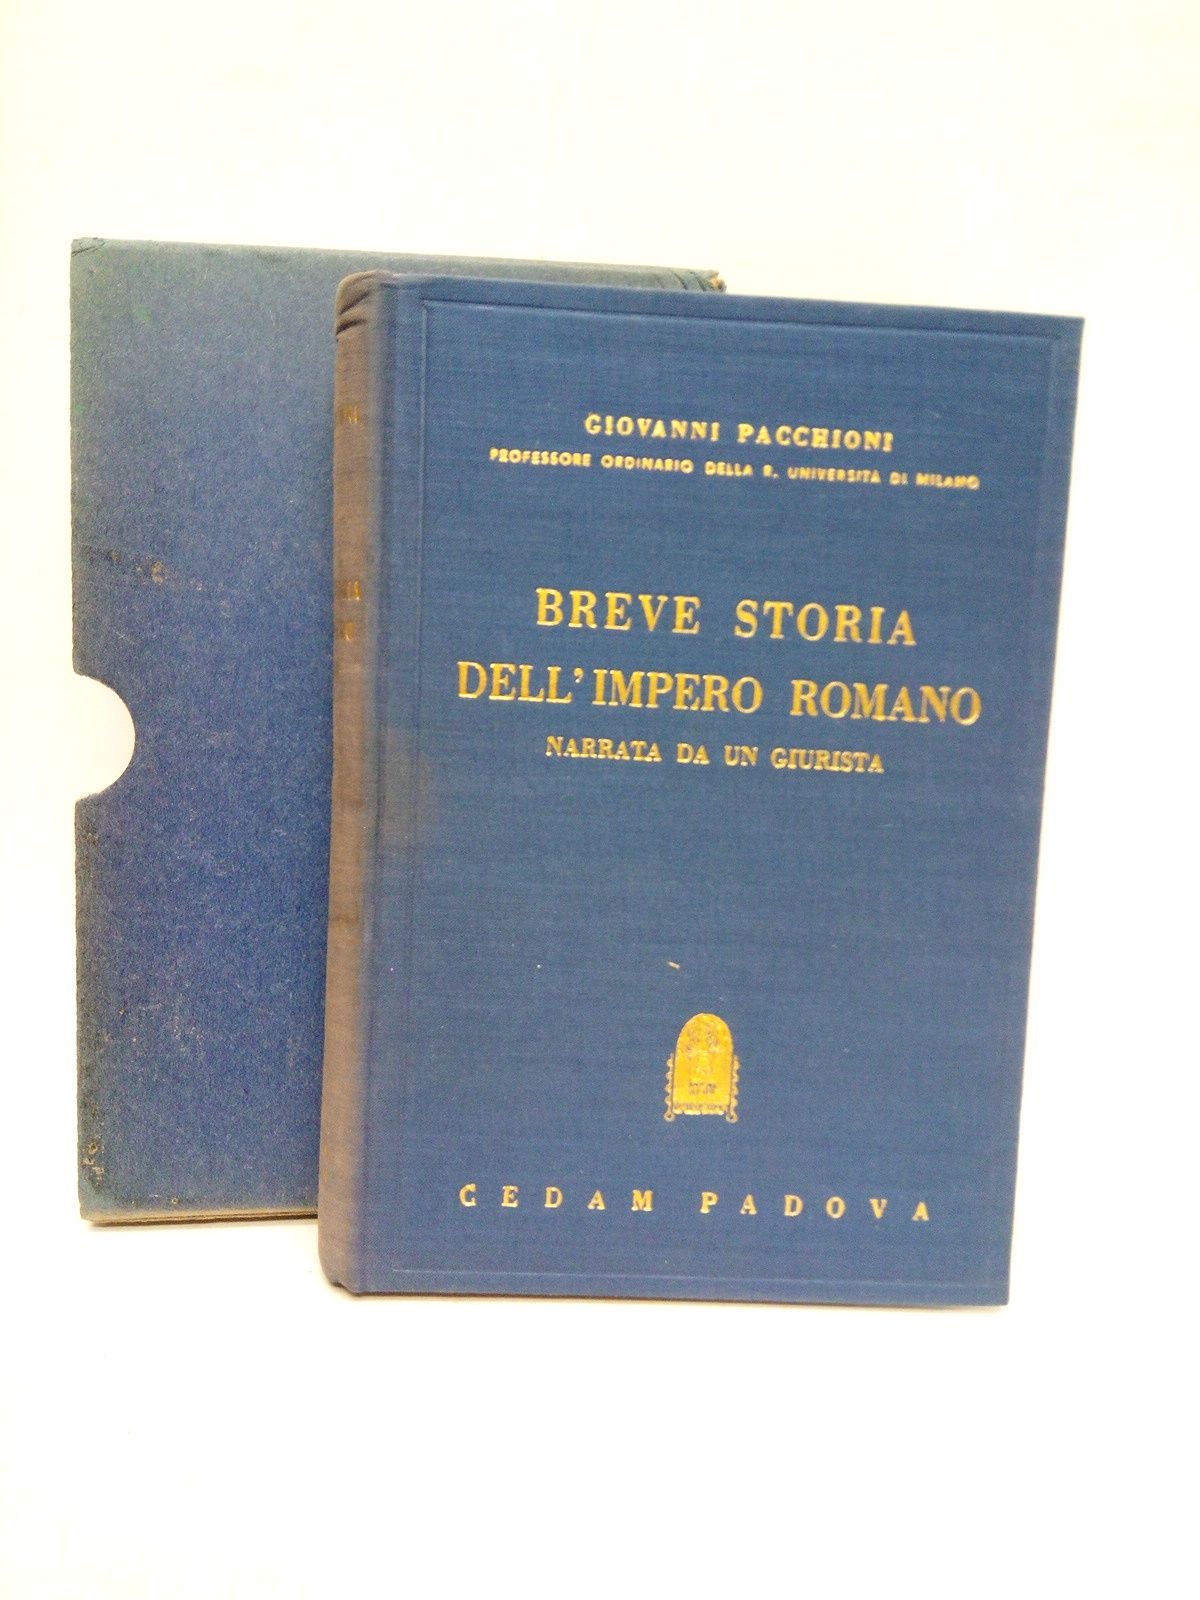 GIOVANNI PACCHIONI
PROFESSORE ORDINARIO DELLA R. UNIVERSITÀ DI MILANO
BREVE STORIA
DELL'IMPERO ROMANO
NARRATA DA UN GIURISTA
CEDAM PADOVA